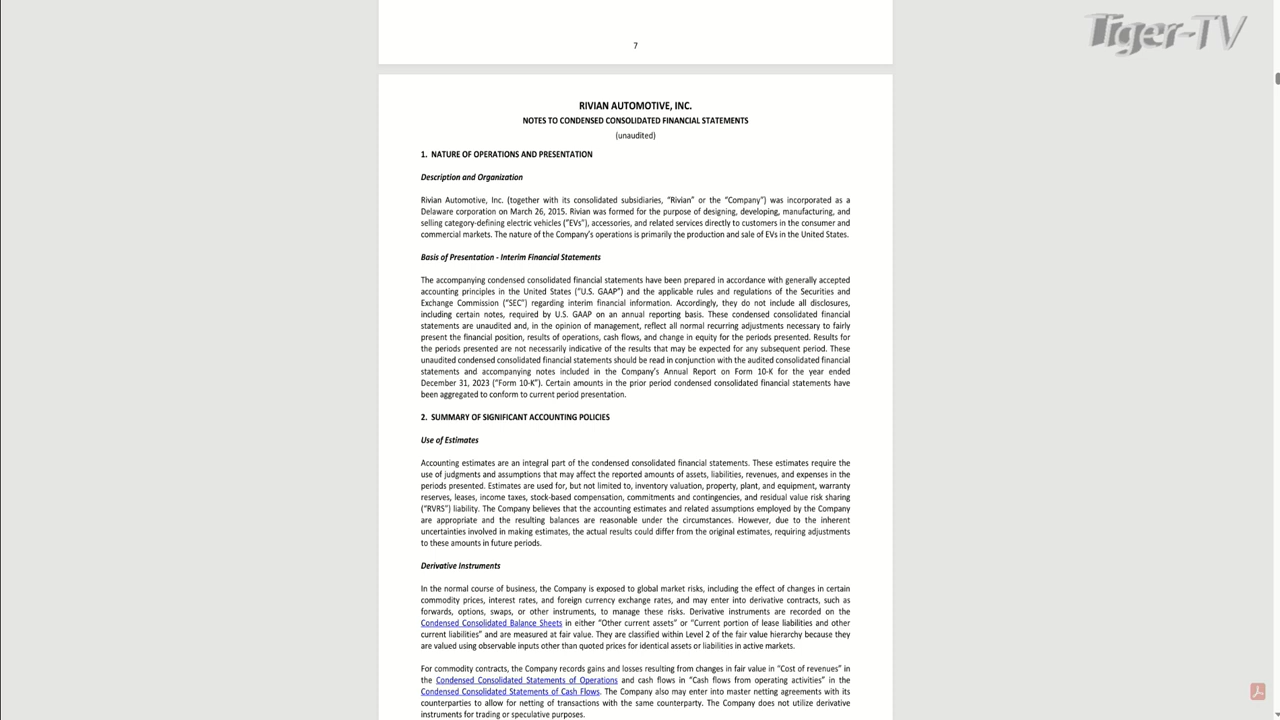 Tiger-TV
7
RIVIAN AUTOMOTIVE, INC.
NOTES TO CONDENSED CONSOLIDATED FINANCIAL STATEMENTS
(unaudited)
1. NATURE OF OPERATIONS AND PRESENTATION
Description and Organization
Rivian Automotive, Inc. (together with its consolidated subsidiaries, “Rivian” or the “Company”) was incorporated as a
Delaware corporation on March 26, 2015. Rivian was formed for the purpose of designing, developing, manufacturing, and
selling category-defining electric vehicles (“EVs”), accessories, and related services directly to customers in the consumer and
commercial markets. The nature of the Company’s operations is primarily the production and sale of EVs in the United States.
Basis of Presentation - Interim Financial Statements
The accompanying condensed consolidated financial statements have been prepared in accordance with generally accepted
accounting principles in the United States (“U.S. GAAP”) and the applicable rules and regulations of the Securities and
Exchange Commission (“SEC”) regarding interim financial information. Accordingly, they do not include all disclosures,
including certain notes, required by U.S. GAAP on an annual reporting basis. These condensed consolidated financial
statements are unaudited and, in the opinion of management, reflect all normal recurring adjustments necessary to fairly
present the financial position, results of operations, cash flows, and change in equity for the periods presented. Results for
the periods presented are not necessarily indicative of the results that may be expected for any subsequent period. These
unaudited condensed consolidated financial statements should be read in conjunction with the audited consolidated financial
statements and accompanying notes included in the Company’s Annual Report on Form 10-K for the year ended
December 31, 2023 (“Form 10-K”). Certain amounts in the prior period condensed consolidated financial statements have
been aggregated to conform to current period presentation.
2. SUMMARY OF SIGNIFICANT ACCOUNTING POLICIES
Use of Estimates
Accounting estimates are an integral part of the condensed consolidated financial statements. These estimates require the
use of judgments and assumptions that may affect the reported amounts of assets, liabilities, revenues, and expenses in the
periods presented. Estimates are used for, but not limited to, inventory valuation, property, plant, and equipment, warranty
reserves, leases, income taxes, stock-based compensation, commitments and contingencies, and residual value risk sharing
(“RVRS”) liability. The Company believes that the accounting estimates and related assumptions employed by the Company
are appropriate and the resulting balances are reasonable under the circumstances. However, due to the inherent
uncertainties involved in making estimates, the actual results could differ from the original estimates, requiring adjustments
to these amounts in future periods.
Derivative Instruments
In the normal course of business, the Company is exposed to global market risks, including the effect of changes in certain
commodity prices, interest rates, and foreign currency exchange rates, and may enter into derivative contracts, such as
forwards, options, swaps, or other instruments, to manage these risks. Derivative instruments are recorded on the
Condensed Consolidated Balance Sheets in either “Other current assets” or “Current portion of lease liabilities and other
current liabilities” and are measured at fair value. They are classified within Level 2 of the fair value hierarchy because they
are valued using observable inputs other than quoted prices for identical assets or liabilities in active markets.
For commodity contracts, the Company records gains and losses resulting from changes in fair value in “Cost of revenues” in
the Condensed Consolidated Statements of Operations and cash flows in “Cash flows from operating activities” in the
Condensed Consolidated Statements of Cash Flows. The Company also may enter into master netting agreements with its
counterparties to allow for netting of transactions with the same counterparty. The Company does not utilize derivative
instruments for trading or speculative purposes.